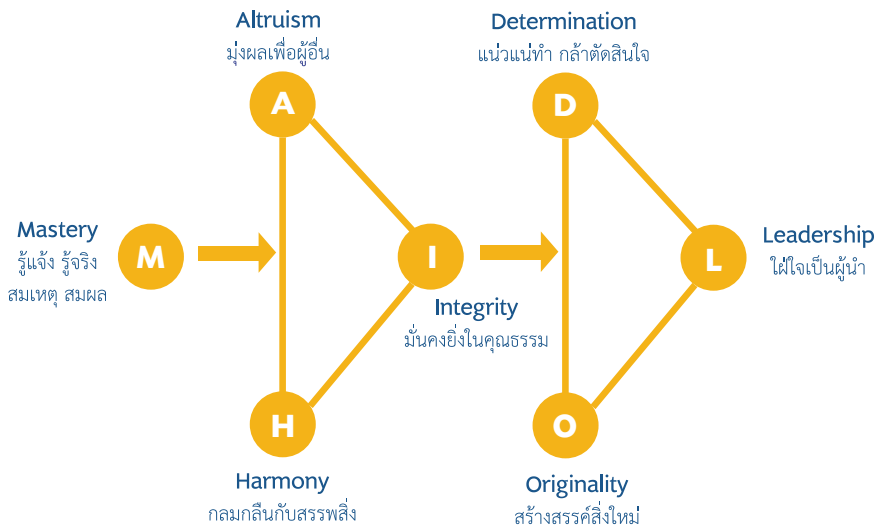 Altruism
มุ่งผลเพื่อผู้อื่น
A
Determination
แน่วแน่ทำ กล้าตัดสินใจ
D
Mastery
รู้แจ้ง รู้จริง
สมเหตุ สมผล
M
I
Integrity
มั่นคงยิ่งในคุณธรรม
L
Leadership
ใฝ่ใจเป็นผู้นำ
H
Harmony
กลมกลืนกับสรรพสิ่ง
O
Originality
สร้างสรรค์สิ่งใหม่